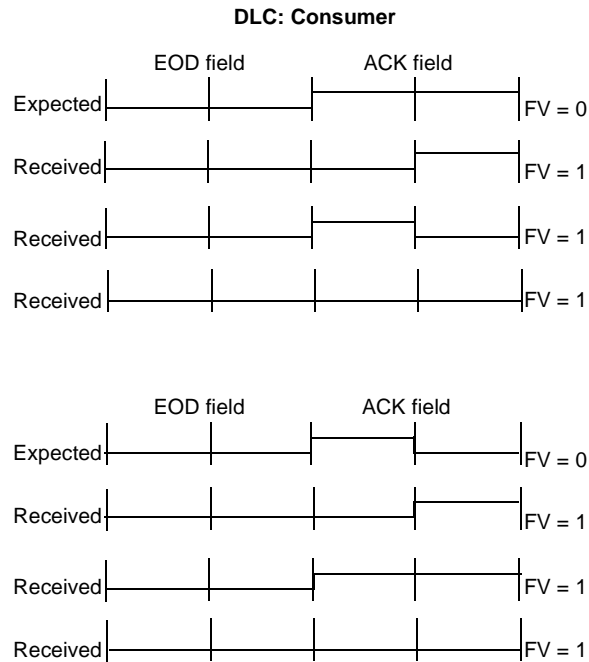 DLC: Consumer
EOD field ACK field
Expected FV = 0
Received FV = 1
Received FV = 1
Received FV = 1
EOD field ACK field
Expected FV = 0
Received FV = 1
Received FV = 1
Received FV = 1